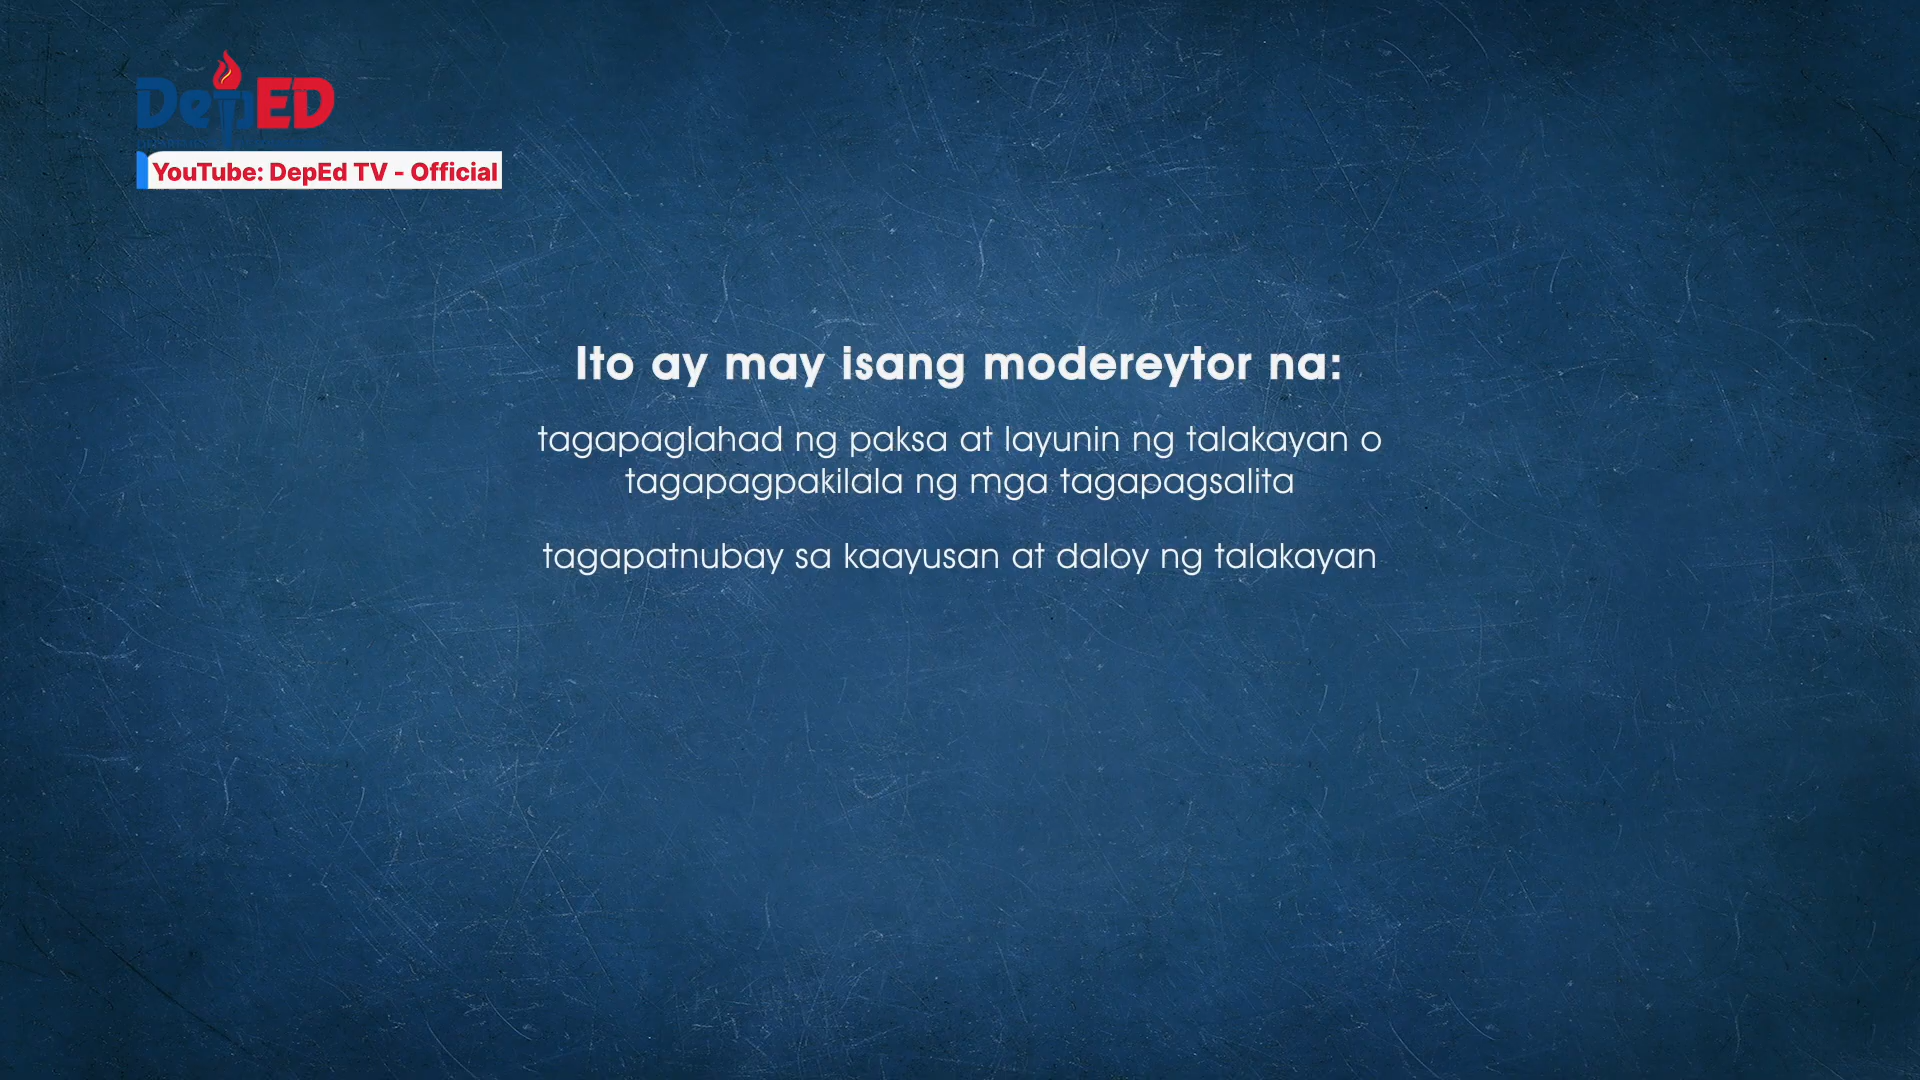 DepED
YouTube: DepEd TV - Official
Ito ay may isang modereytor na:
tagapaglahad ng paksa at layunin ng talakayan o
tagapagpakilala ng mga tagapagsalita
tagapatnubay sa kaayusan at daloy ng talakayan